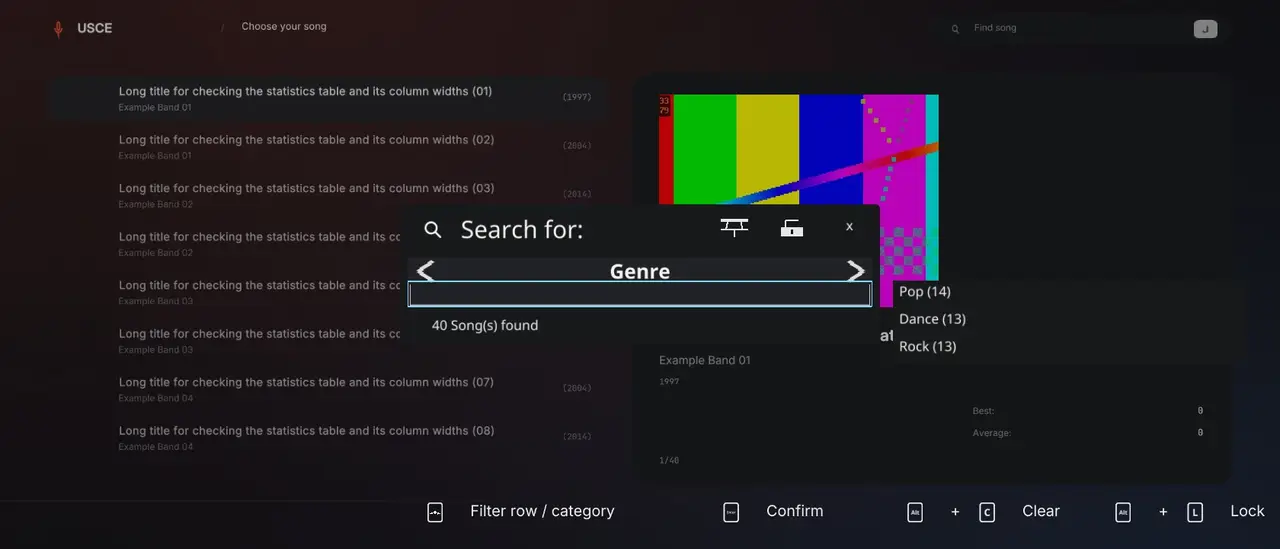 USCE
/
Choose your song
Find song
J
Long title for checking the statistics table and its column widths (01)
Example Band 01
(1997)
Long title for checking the statistics table and its column widths (02)
Example Band 01
(2004)
Long title for checking the statistics table and its column widths (03)
Example Band 02
(2014)
Long title for checking the statistics table and its c
Example Band 02
Long title for checking the statistics table and its c
Example Band 03
Long title for checking the statistics table and its c
Example Band 03
Long title for checking the statistics table and its column widths (07)
Example Band 04
(2004)
Long title for checking the statistics table and its column widths (08)
Example Band 04
(2014)
33
79
Search for:
x
< Genre >
40 Song(s) found
Pop (14)
Dance (13)
Rock (13)
at
Example Band 01
1997
Best: 0
Average: 0
1/40
Filter row / category
Confirm
Alt + C Clear
Alt + L Lock